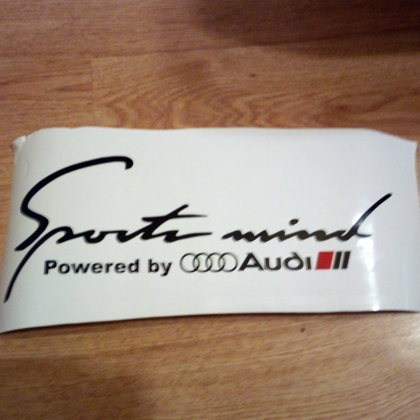 Sports mind
Powered by Audi